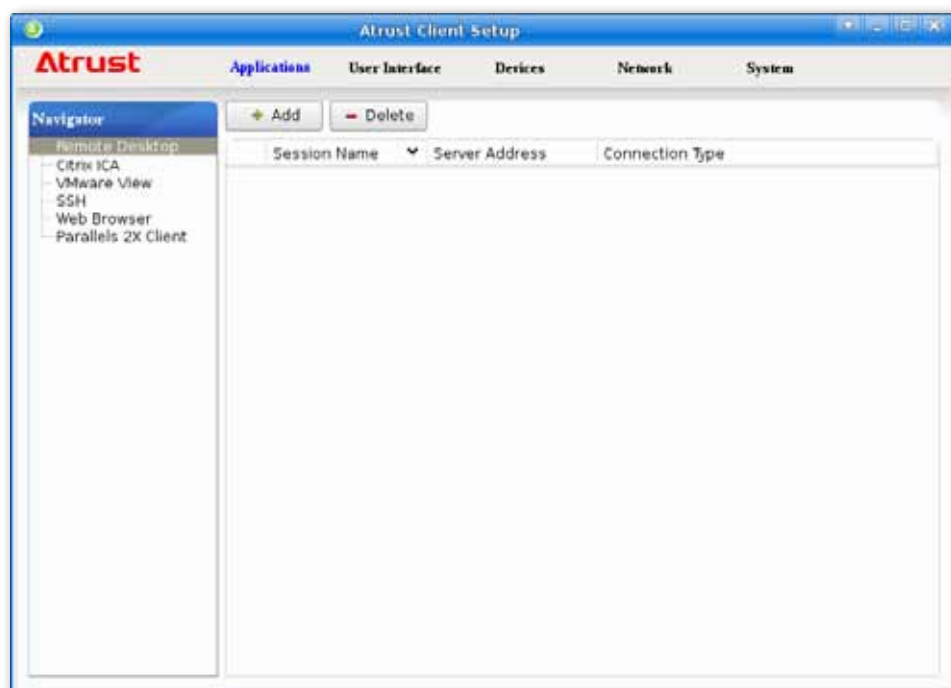 Atrust Client Setup
Atrust
Applications User Interface Devices Network System
Navigator
Remote Desktop
Citrix ICA
VMware View
SSH
Web Browser
Parallels 2X Client
+ Add
- Delete
Session Name Server Address Connection Type